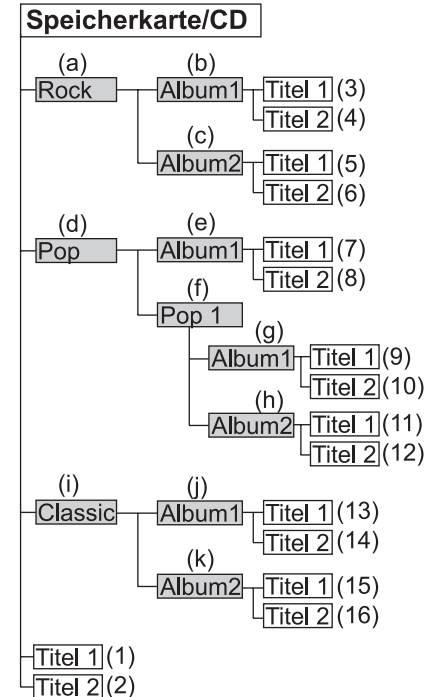 Speicherkarte/CD
(a) (b)
Rock Album1 Titel 1 (3)
Titel 2 (4)
(c)
Album2 Titel 1 (5)
Titel 2 (6)
(d) (e)
Pop Album1 Titel 1 (7)
Titel 2 (8)
(f)
Pop 1
(g)
Album1 Titel 1 (9)
Titel 2 (10)
(h)
Album2 Titel 1 (11)
Titel 2 (12)
(i) (j)
Classic Album1 Titel 1 (13)
Titel 2 (14)
(k)
Album2 Titel 1 (15)
Titel 2 (16)
Titel 1 (1)
Titel 2 (2)